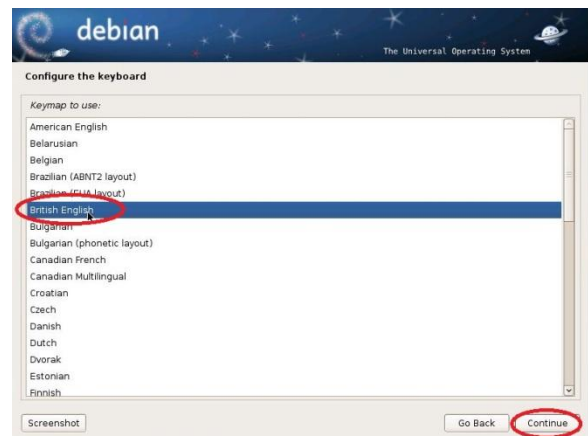 debian
The Universal Operating System
Configure the keyboard
Keymap to use:
American English
Belarusian
Belgian
Brazilian (ABNT2 layout)
Brazilian (EUA layout)
British English
Bulgarian
Bulgarian (phonetic layout)
Canadian French
Canadian Multilingual
Croatian
Czech
Danish
Dutch
Dvorak
Estonian
Finnish
Screenshot
Go Back
Continue